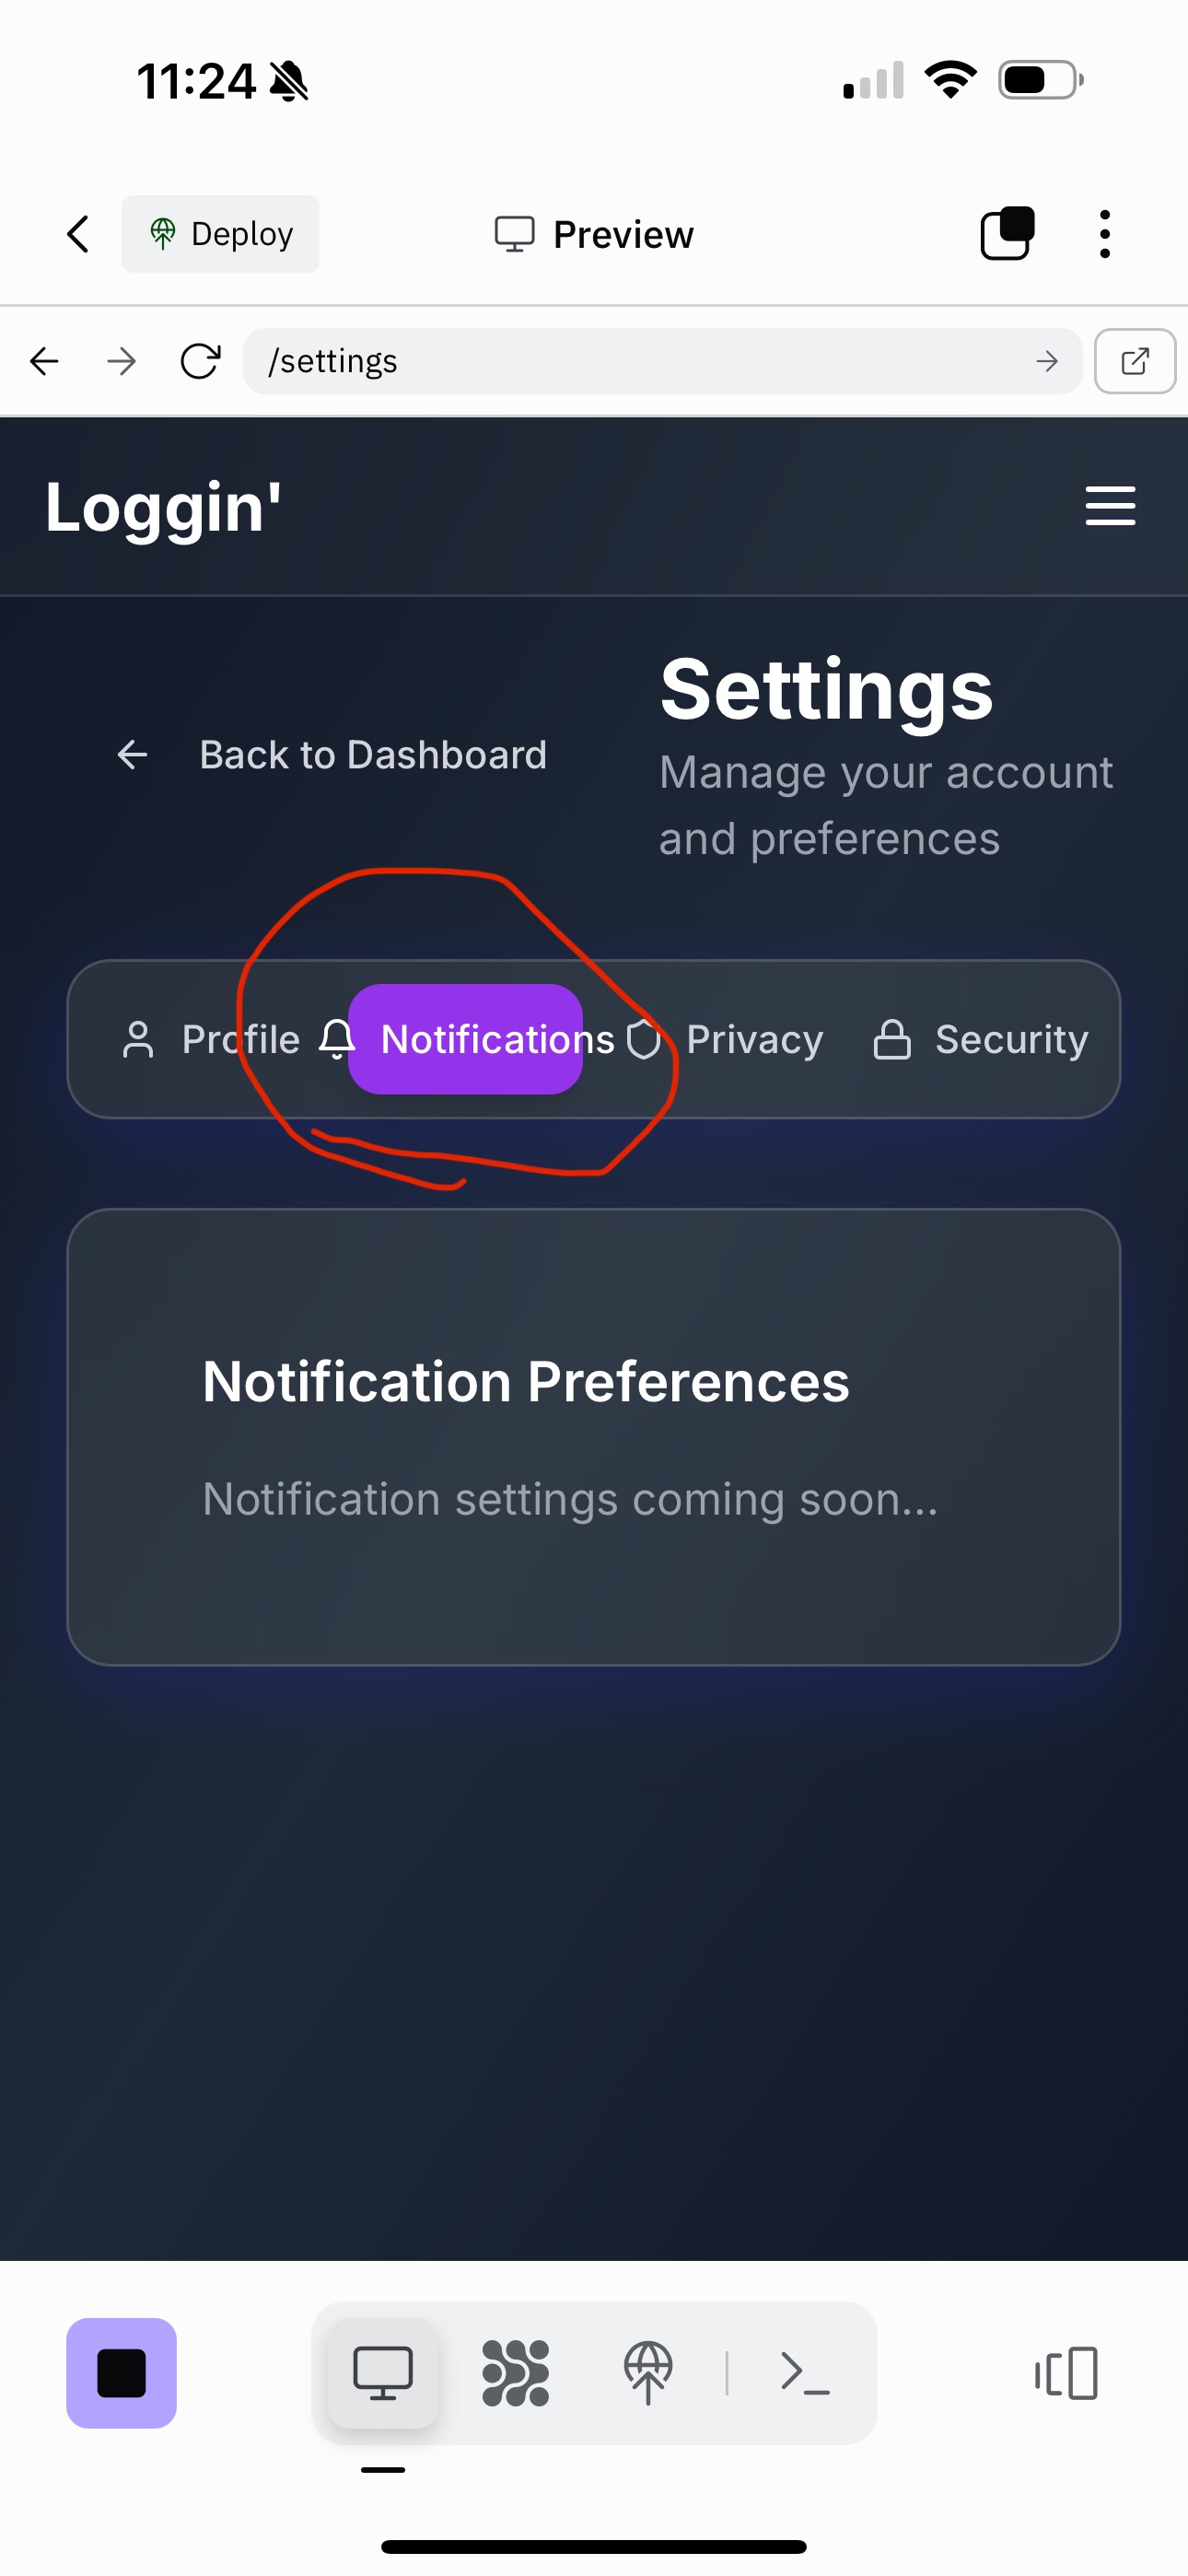 11:24
Deploy
Preview
/settings
Loggin'
Back to Dashboard
Settings
Manage your account
and preferences
Profile Notifications Privacy Security
Notification Preferences
Notification settings coming soon...